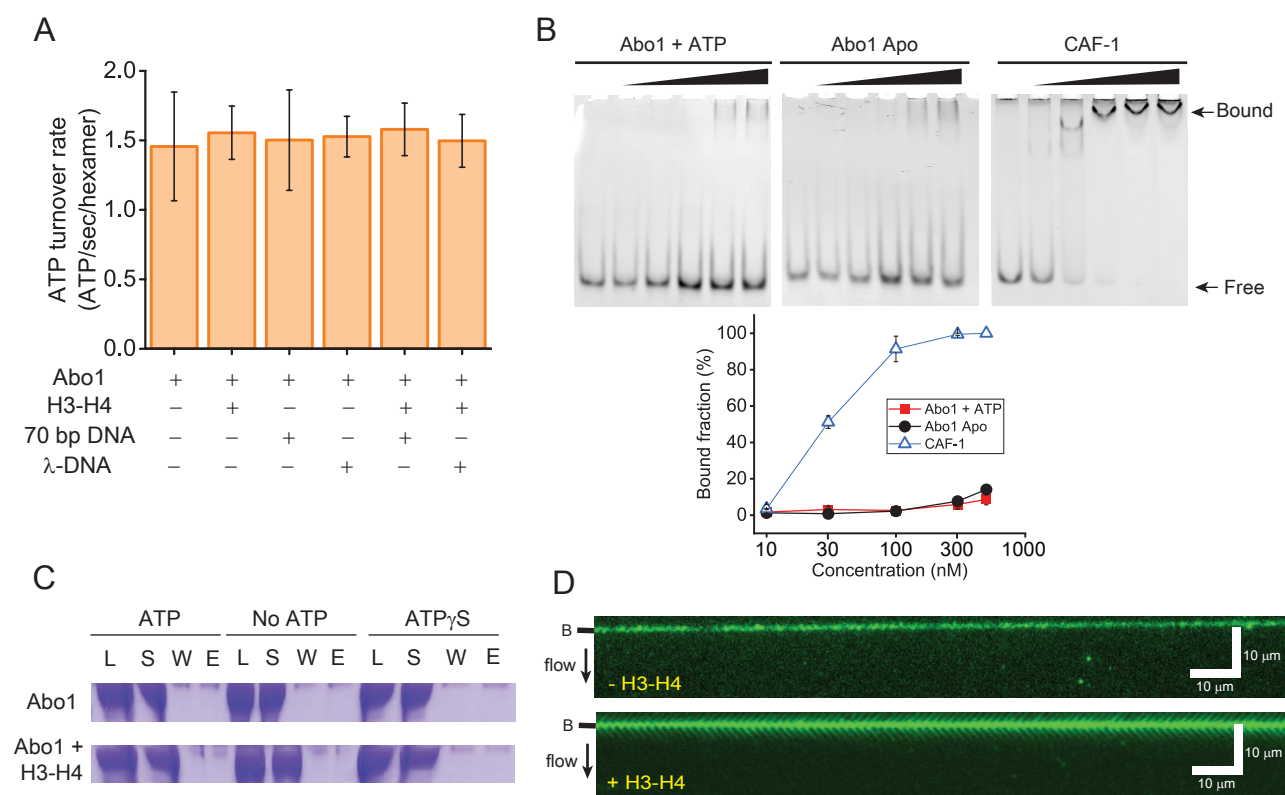 A
ATP turnover rate
(ATP/sec/hexamer)
2.0
1.5
1.0
0.5
0.0
Abo1 + + + + + +
H3-H4 – + – – + +
70 bp DNA – – + – + –
λ-DNA – – – + – +
B
Abo1 + ATP Abo1 Apo CAF-1
Bound
Free
Bound fraction (%)
100
80
60
40
20
0
Abo1 + ATP
Abo1 Apo
CAF-1
10 30 100 300 1000
Concentration (nM)
C
ATP No ATP ATPγS
L S W E L S W E L S W E
Abo1
Abo1 +
H3-H4
D
B
flow
- H3-H4
10 μm
10 μm
B
flow
+ H3-H4
10 μm
10 μm